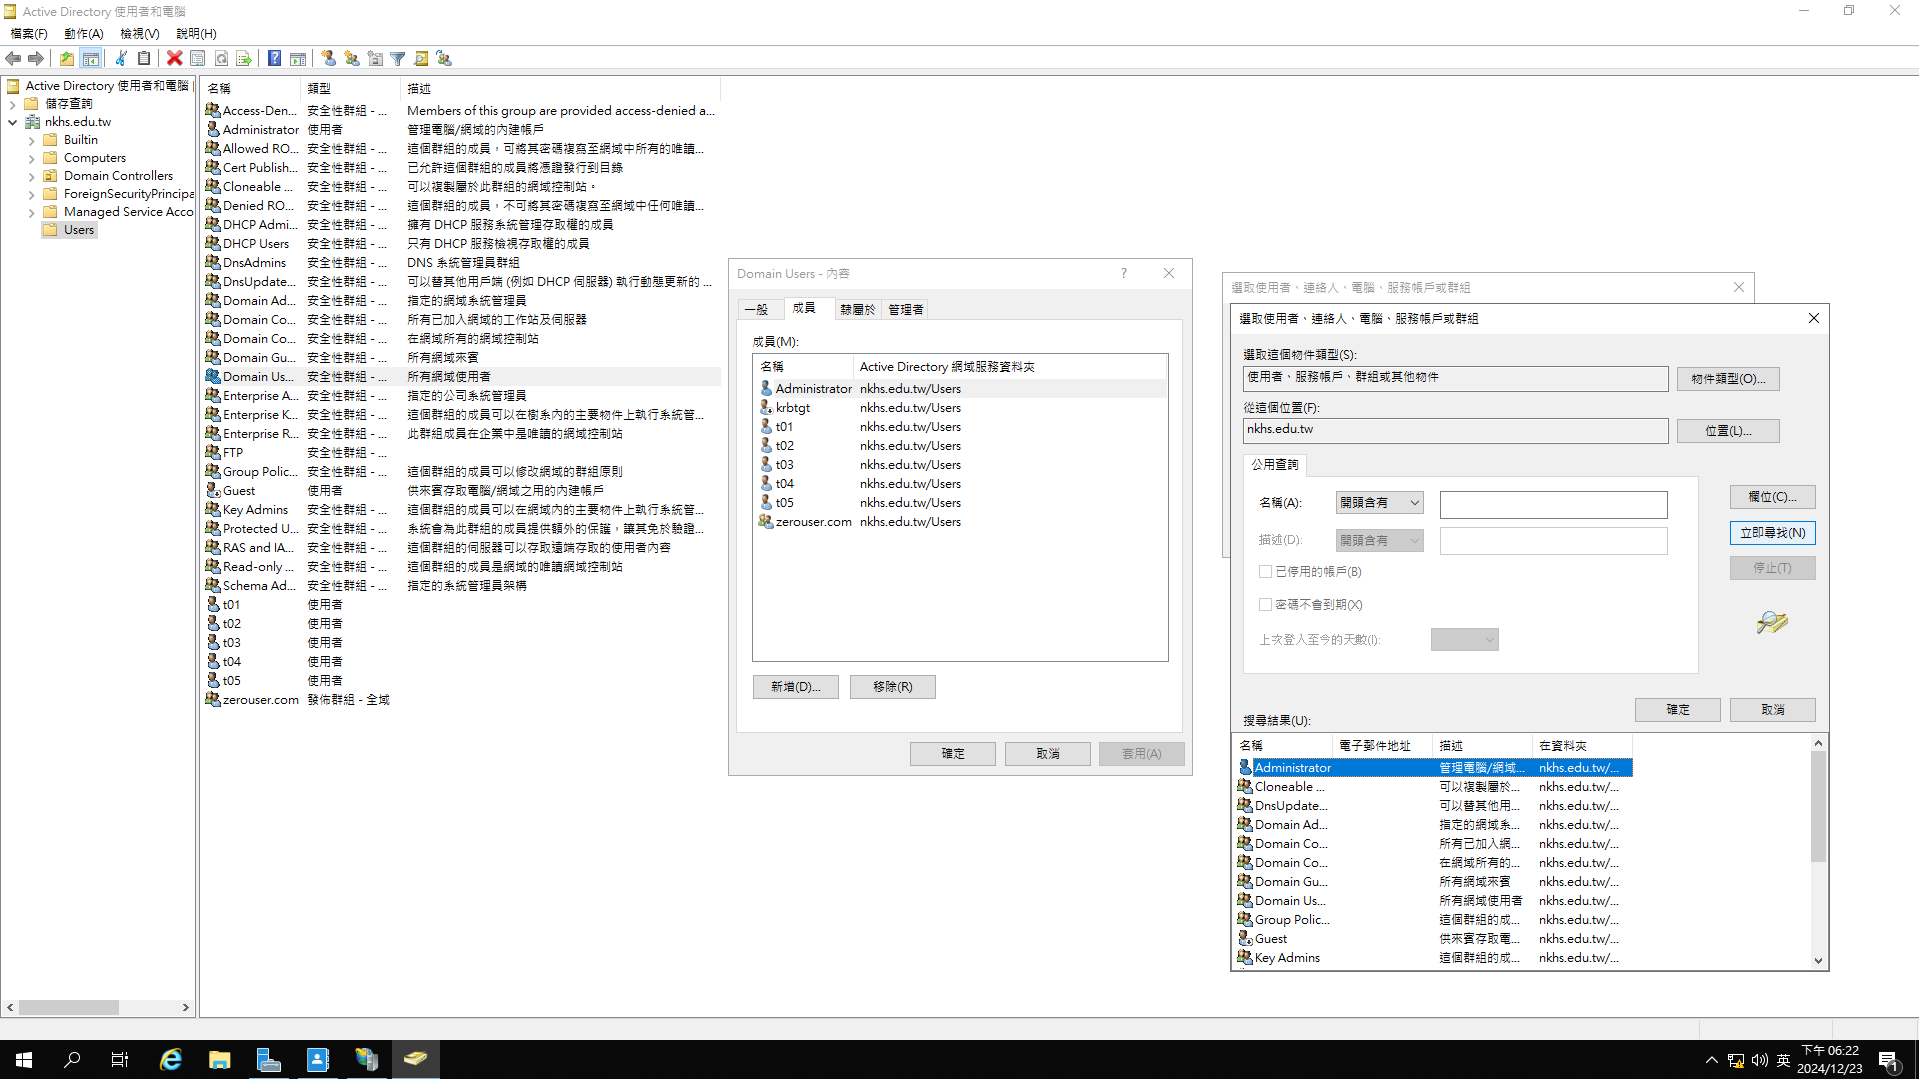 Active Directory 使用者和電腦
檔案(F) 動作(A) 檢視(V) 說明(H)
Active Directory 使用者和電腦
儲存查詢
nkhs.edu.tw
Builtin
Computers
Domain Controllers
ForeignSecurityPrincipa
Managed Service Acco
Users
名稱 類型 描述
Access-Den... 安全性群組 - ... Members of this group are provided access-denied a...
Administrator 使用者 管理電腦/網域的內建帳戶
Allowed RO... 安全性群組 - ... 這個群組的成員，可將其密碼複寫至網域中所有的唯讀...
Cert Publish... 安全性群組 - ... 已允許這個群組的成員將憑證發行到目錄
Cloneable ... 安全性群組 - ... 可以複製屬於此群組的網域控制站。
Denied RO... 安全性群組 - ... 這個群組的成員，不可將其密碼複寫至網域中任何唯讀...
DHCP Admi... 安全性群組 - ... 擁有 DHCP 服務系統管理存取權的成員
DHCP Users 安全性群組 - ... 只有 DHCP 服務檢視存取權的成員
DnsAdmins 安全性群組 - ... DNS 系統管理員群組
DnsUpdate... 安全性群組 - ... 可以替其他用戶端 (例如 DHCP 伺服器) 執行動態更新的 ...
Domain Ad... 安全性群組 - ... 指定的網域系統管理員
Domain Co... 安全性群組 - ... 所有已加入網域的工作站及伺服器
Domain Co... 安全性群組 - ... 在網域所有的網域控制站
Domain Gu... 安全性群組 - ... 所有網域來賓
Domain Us... 安全性群組 - ... 所有網域使用者
Enterprise A... 安全性群組 - ... 指定的公司系統管理員
Enterprise K... 安全性群組 - ... 這個群組的成員可以在樹系內的主要物件上執行系統管...
Enterprise R... 安全性群組 - ... 此群組成員在企業中是唯讀的網域控制站
FTP 安全性群組 - ...
Group Polic... 安全性群組 - ... 這個群組的成員可以修改網域的群組原則
Guest 使用者 供來賓存取電腦/網域之用的內建帳戶
Key Admins 安全性群組 - ... 這個群組的成員可以在網域內的主要物件上執行系統管...
Protected U... 安全性群組 - ... 系統會為此群組的成員提供額外的保護，讓其免於驗證...
RAS and IA... 安全性群組 - ... 這個群組的伺服器可以存取遠端存取的使用者內容
Read-only ... 安全性群組 - ... 這個群組的成員是網域的唯讀網域控制站
Schema Ad... 安全性群組 - ... 指定的系統管理員架構
t01 使用者
t02 使用者
t03 使用者
t04 使用者
t05 使用者
zerouser.com 發佈群組 - 全域
Domain Users - 內容
?
一般 成員 隸屬於 管理者
成員(M):
名稱 Active Directory 網域服務資料夾
Administrator nkhs.edu.tw/Users
krbtgt nkhs.edu.tw/Users
t01 nkhs.edu.tw/Users
t02 nkhs.edu.tw/Users
t03 nkhs.edu.tw/Users
t04 nkhs.edu.tw/Users
t05 nkhs.edu.tw/Users
zerouser.com nkhs.edu.tw/Users
新增(D)... 移除(R)
確定 取消 套用(A)
選取使用者、連絡人、電腦、服務帳戶或群組
選取使用者、連絡人、電腦、服務帳戶或群組
選取這個物件類型(S):
使用者、服務帳戶、群組或其他物件 物件類型(O)...
從這個位置(F):
nkhs.edu.tw 位置(L)...
公用查詢
名稱(A): 開頭含有
描述(D): 開頭含有
已停用的帳戶(B)
密碼不會到期(X)
上次登入至今的天數(I):
欄位(C)...
立即尋找(N)
停止(T)
確定 取消
搜尋結果(U):
名稱 電子郵件地址 描述 在資料夾
Administrator 管理電腦/網域... nkhs.edu.tw/...
Cloneable ... 可以複製屬於... nkhs.edu.tw/...
DnsUpdate... 可以替其他用... nkhs.edu.tw/...
Domain Ad... 指定的網域系... nkhs.edu.tw/...
Domain Co... 所有已加入網... nkhs.edu.tw/...
Domain Co... 在網域所有的... nkhs.edu.tw/...
Domain Gu... 所有網域來賓 nkhs.edu.tw/...
Domain Us... 所有網域使用者 nkhs.edu.tw/...
Group Polic... 這個群組的成... nkhs.edu.tw/...
Guest 供來賓存取電... nkhs.edu.tw/...
Key Admins 這個群組的成... nkhs.edu.tw/...
英 下午 06:22
2024/12/23
1